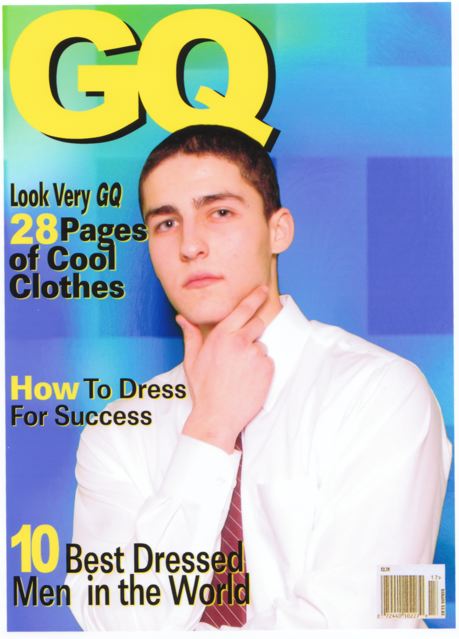 GQ
Look Very GQ
28 Pages
of Cool
Clothes
How To Dress
For Success
10 Best Dressed
Men in the World